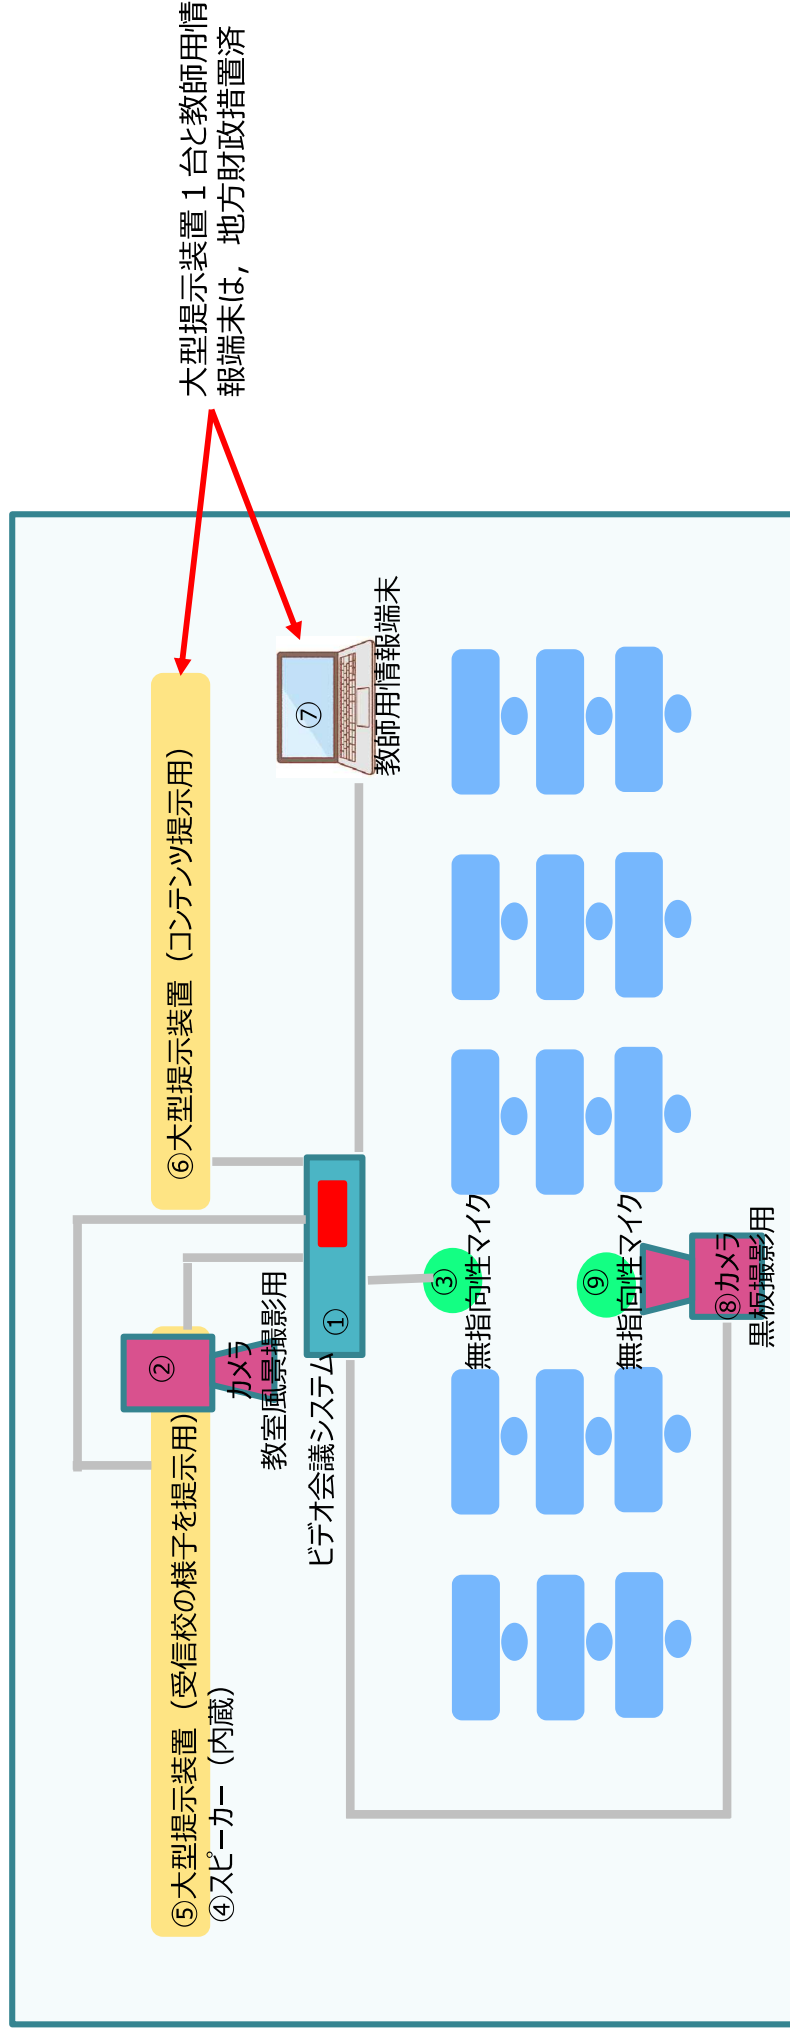 大型提示装置1台と教師用情
報端末は，地方財政措置済
⑤大型提示装置（受信校の様子を提示用）
④スピーカー（内蔵）
②
カメラ
教室風景撮影用
⑥大型提示装置（コンテンツ提示用）
ビデオ会議システム
①
⑦
教師用情報端末
③
無指向性マイク
⑨
無指向性マイク
⑧カメラ
黒板撮影用